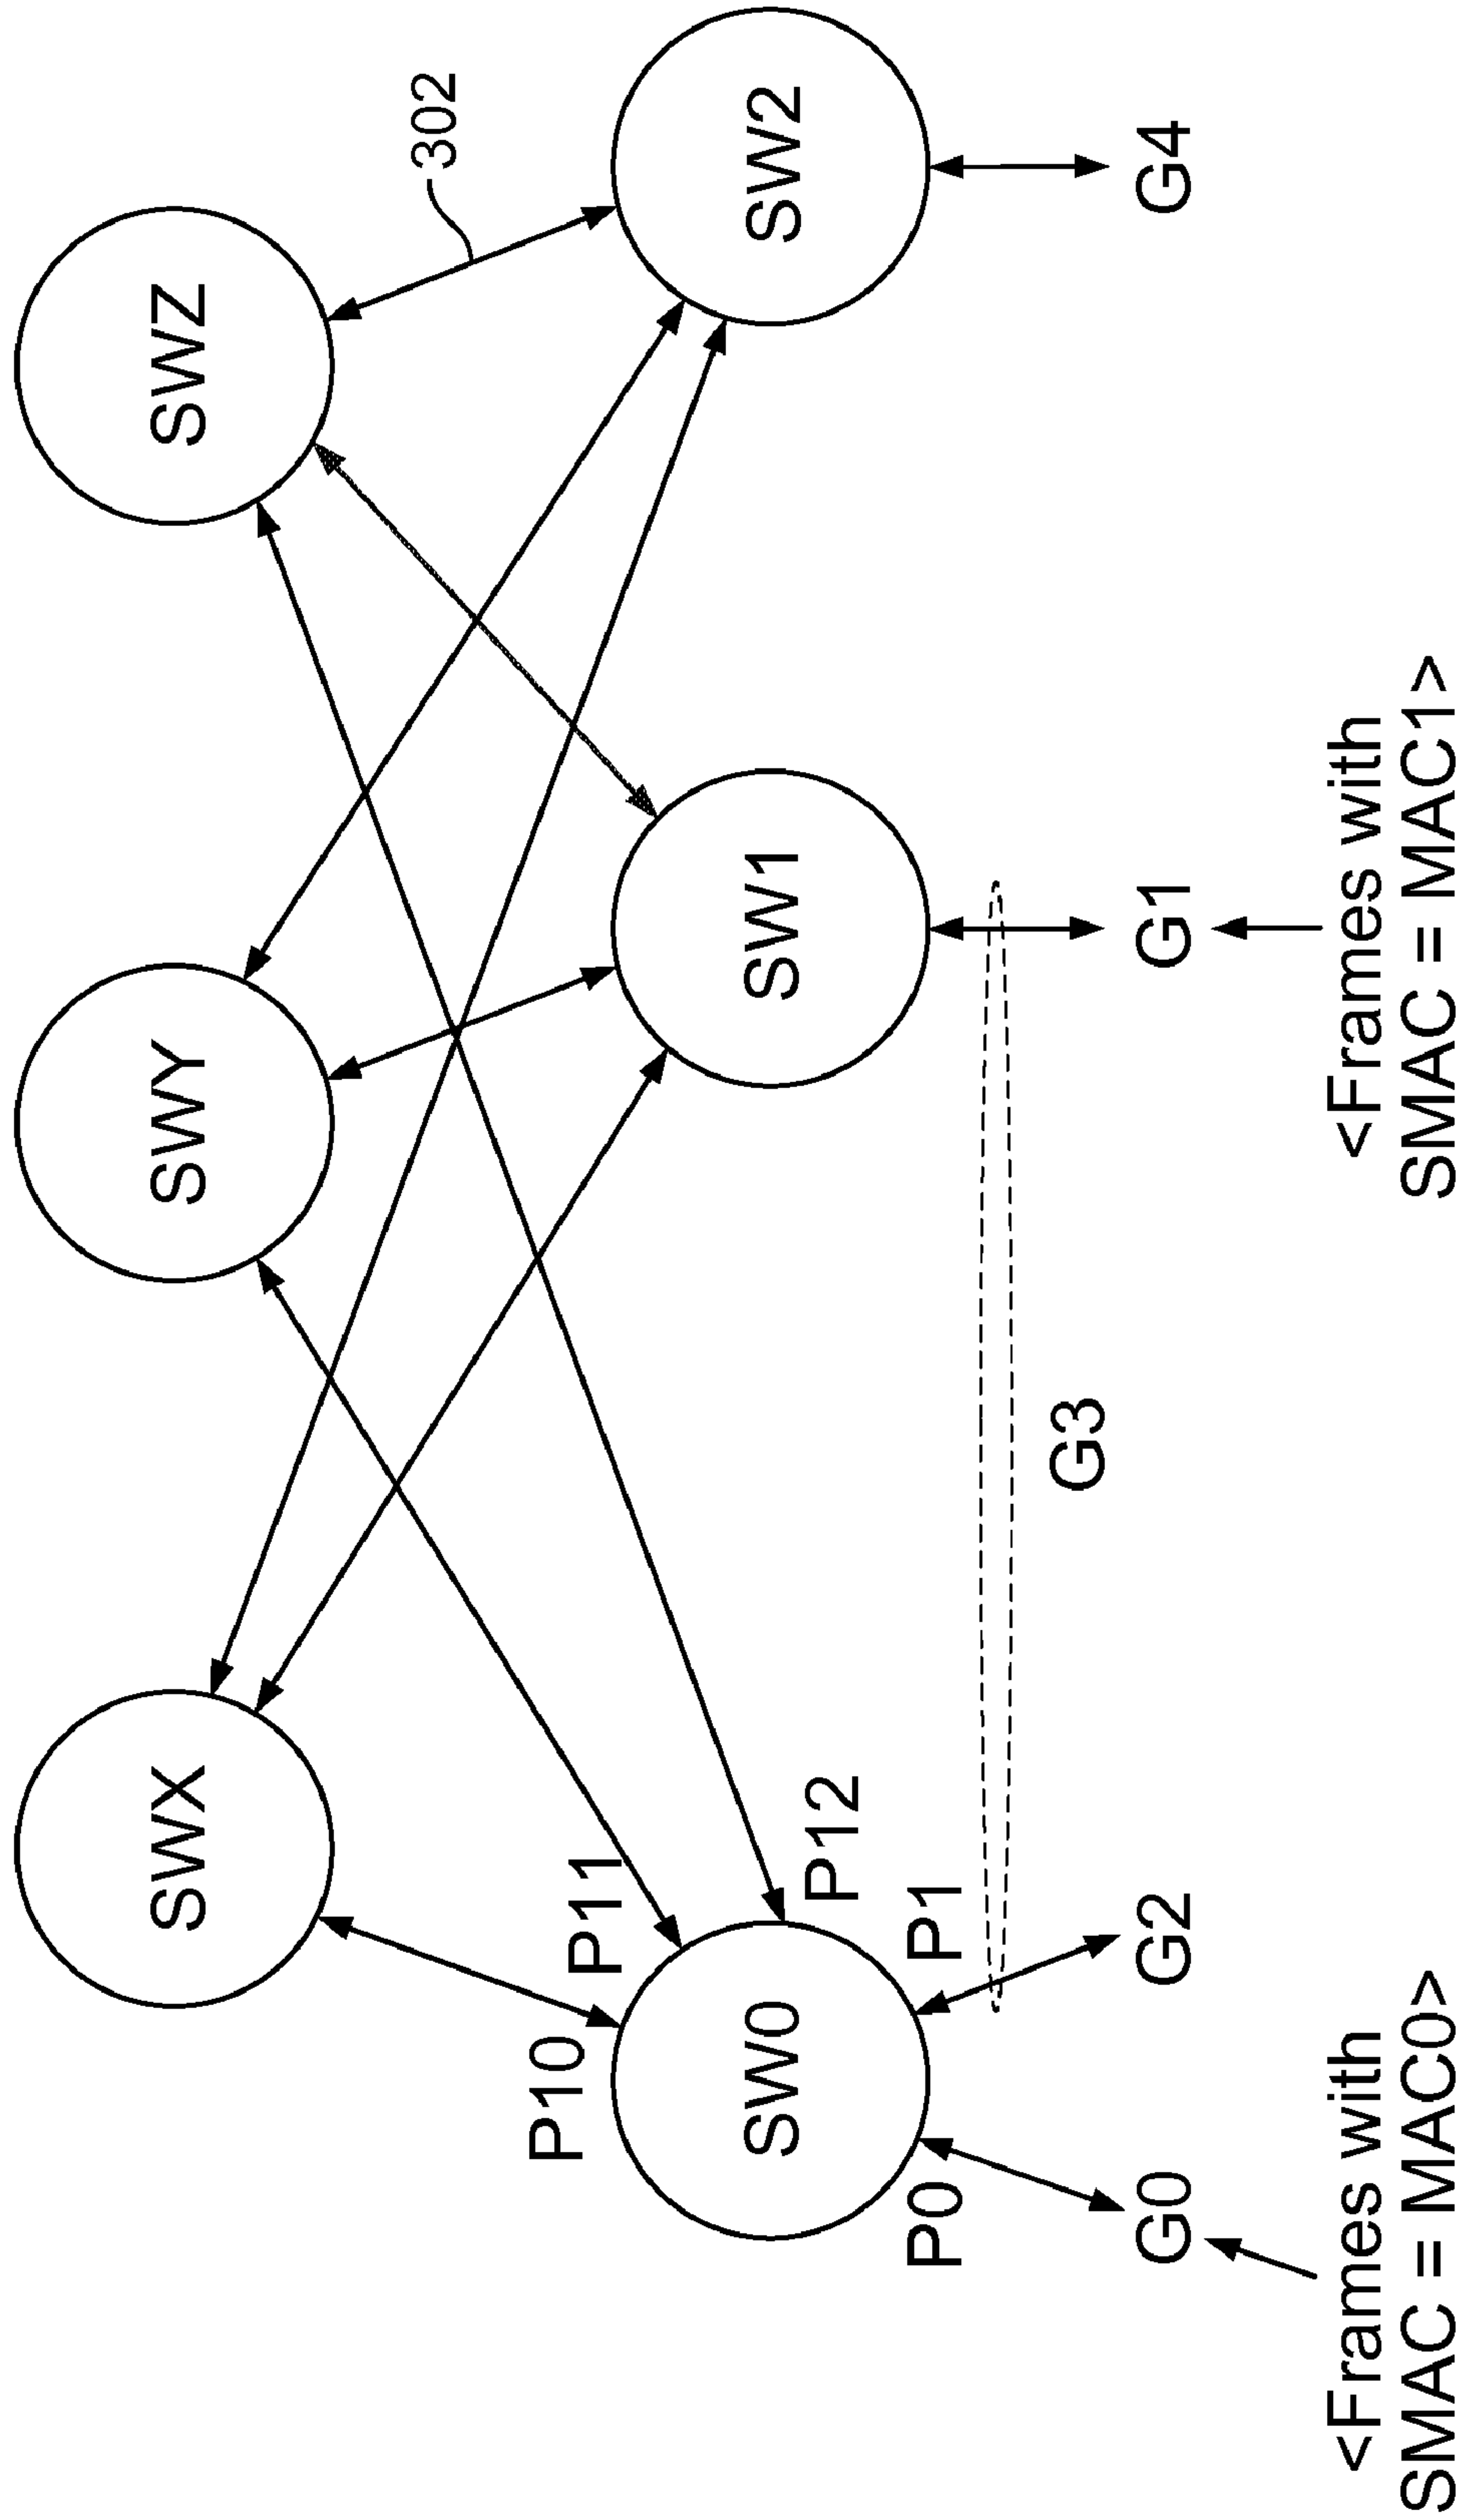 SWX
SWY
SWZ
302
P10
P11
P12
SW0
SW1
SW2
P0
P1
G3
G0
G2
G1
G4
<Frames with
SMAC = MAC0>
<Frames with
SMAC = MAC1>